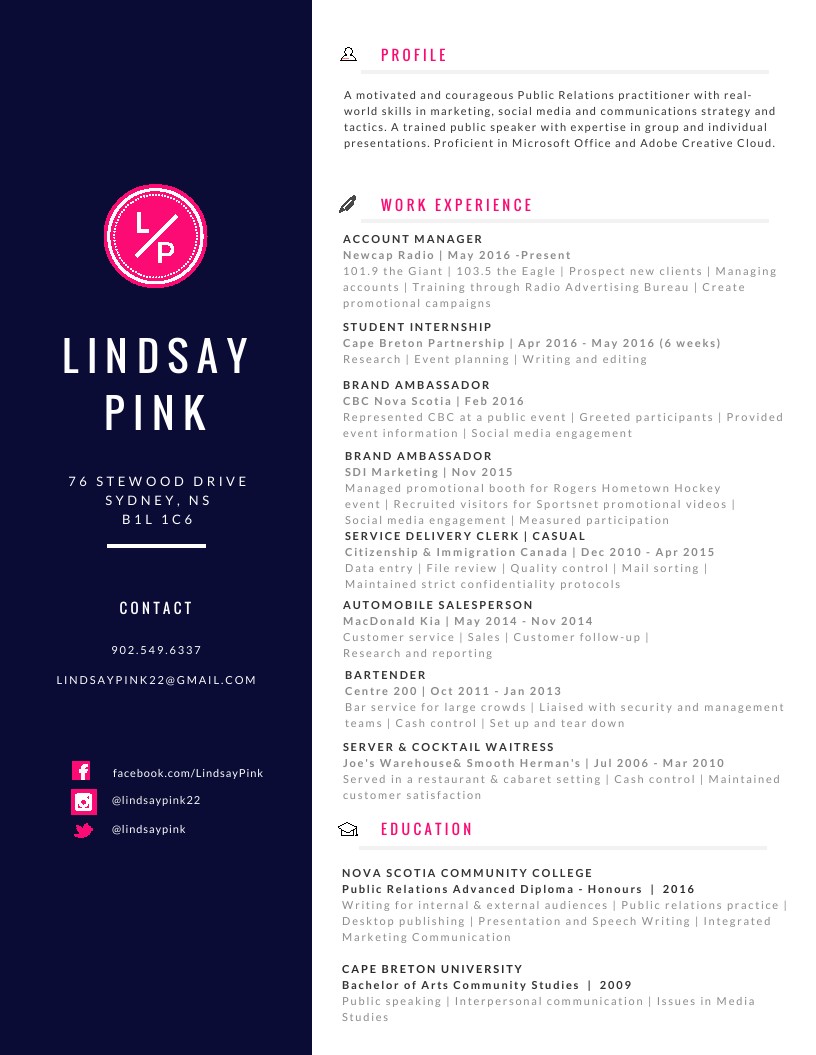 L
P
LINDSAY
PINK
76 STEWOOD DRIVE
SYDNEY, NS
B1L 1C6
CONTACT
902.549.6337
LINDSAYPINK22@GMAIL.COM
facebook.com/LindsayPink
@lindsaypink22
@lindsaypink
PROFILE
A motivated and courageous Public Relations practitioner with real-
world skills in marketing, social media and communications strategy and
tactics. A trained public speaker with expertise in group and individual
presentations. Proficient in Microsoft Office and Adobe Creative Cloud.
WORK EXPERIENCE
ACCOUNT MANAGER
Newcap Radio | May 2016 -Present
101.9 the Giant | 103.5 the Eagle | Prospect new clients | Managing
accounts | Training through Radio Advertising Bureau | Create
promotional campaigns
STUDENT INTERNSHIP
Cape Breton Partnership | Apr 2016 - May 2016 (6 weeks)
Research | Event planning | Writing and editing
BRAND AMBASSADOR
CBC Nova Scotia | Feb 2016
Represented CBC at a public event | Greeted participants | Provided
event information | Social media engagement
BRAND AMBASSADOR
SDI Marketing | Nov 2015
Managed promotional booth for Rogers Hometown Hockey
event | Recruited visitors for Sportsnet promotional videos |
Social media engagement | Measured participation
SERVICE DELIVERY CLERK | CASUAL
Citizenship & Immigration Canada | Dec 2010 - Apr 2015
Data entry | File review | Quality control | Mail sorting |
Maintained strict confidentiality protocols
AUTOMOBILE SALESPERSON
MacDonald Kia | May 2014 - Nov 2014
Customer service | Sales | Customer follow-up |
Research and reporting
BARTENDER
Centre 200 | Oct 2011 - Jan 2013
Bar service for large crowds | Liaised with security and management
teams | Cash control | Set up and tear down
SERVER & COCKTAIL WAITRESS
Joe's Warehouse& Smooth Herman's | Jul 2006 - Mar 2010
Served in a restaurant & cabaret setting | Cash control | Maintained
customer satisfaction
EDUCATION
NOVA SCOTIA COMMUNITY COLLEGE
Public Relations Advanced Diploma - Honours | 2016
Writing for internal & external audiences | Public relations practice |
Desktop publishing | Presentation and Speech Writing | Integrated
Marketing Communication
CAPE BRETON UNIVERSITY
Bachelor of Arts Community Studies | 2009
Public speaking | Interpersonal communication | Issues in Media
Studies